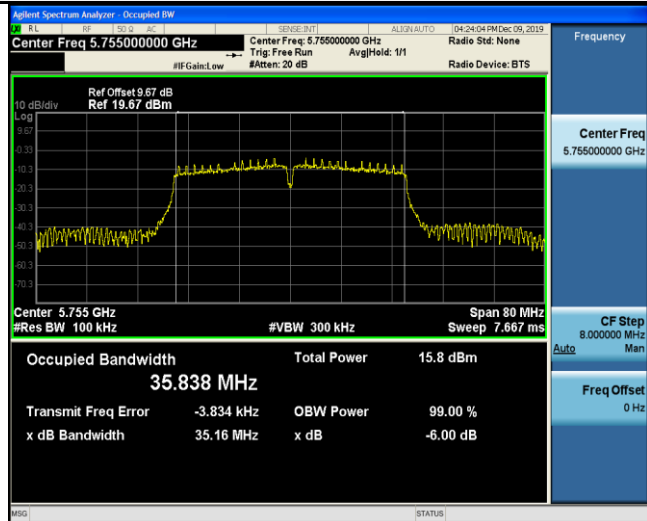 Agilent Spectrum Analyzer - Occupied BW
RL RF 50 Ω AC SENSE:INT ALIGN AUTO 04:24:04 PM Dec 09, 2019
Center Freq 5.755000000 GHz
Center Freq: 5.755000000 GHz
Radio Std: None
Trig: Free Run Avg|Hold: 1/1
#IFGain:Low #Atten: 20 dB Radio Device: BTS
Frequency
Ref Offset 9.67 dB
10 dB/div Ref 19.67 dBm
Log
9.67
-0.33
-10.3
-20.3
-30.3
-40.3
-50.3
-60.3
-70.3
Center 5.755 GHz Span 80 MHz
#Res BW 100 kHz #VBW 300 kHz Sweep 7.667 ms
Occupied Bandwidth Total Power 15.8 dBm
35.838 MHz
Transmit Freq Error -3.834 kHz OBW Power 99.00 %
x dB Bandwidth 35.16 MHz x dB -6.00 dB
Center Freq
5.755000000 GHz
CF Step
8.000000 MHz
Auto Man
Freq Offset
0 Hz
MSG STATUS